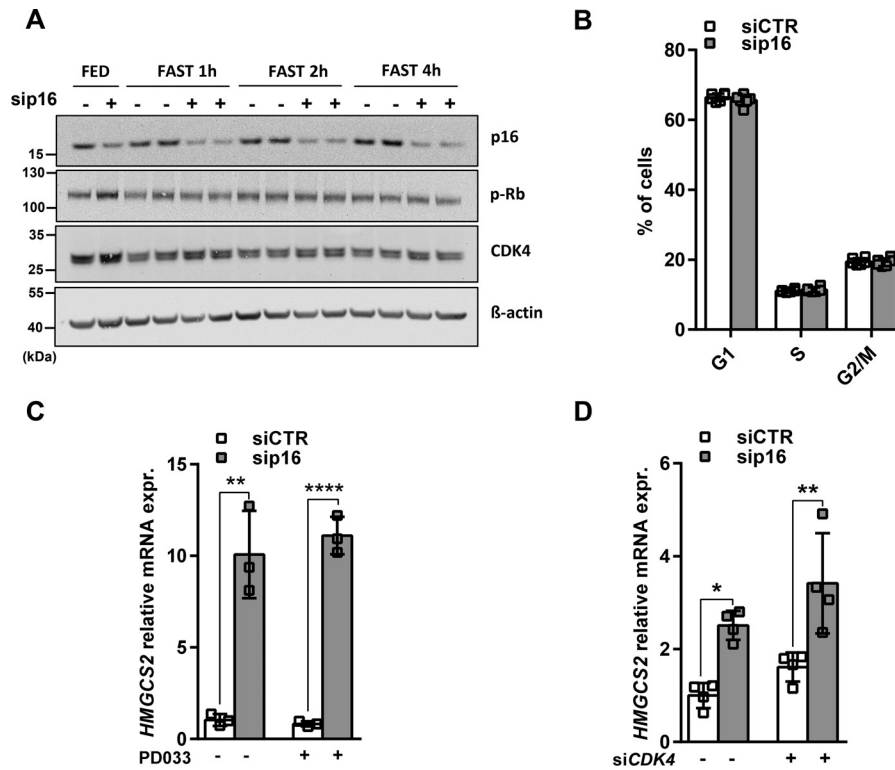 A
FED FAST 1h FAST 2h FAST 4h
sip16 - + - - + + - - + + - - + +
15
p16
130
100
p-Rb
35
25
CDK4
55
40
ß-actin
(kDa)
B
siCTR
sip16
80
60
40
20
0
% of cells
G1 S G2/M
C
siCTR
sip16
15
10
5
0
HMGCS2 relative mRNA expr.
** ****
PD033 - - + +
D
siCTR
sip16
6
4
2
0
HMGCS2 relative mRNA expr.
* **
siCDK4 - - + +